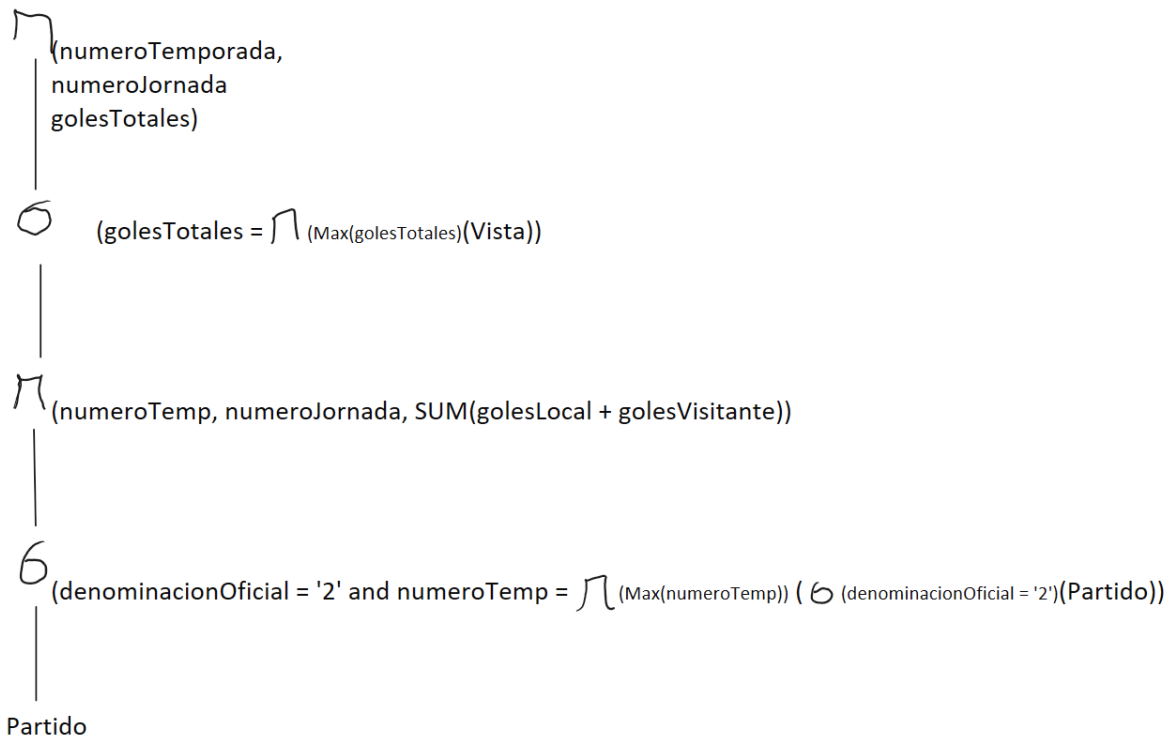 π(numeroTemporada,
numeroJornada
golesTotales)
σ (golesTotales = π (Max(golesTotales)(Vista))
π(numeroTemp, numeroJornada, SUM(golesLocal + golesVisitante))
σ(denominacionOficial = '2' and numeroTemp = π (Max(numeroTemp)) ( σ (denominacionOficial = '2')(Partido))
Partido